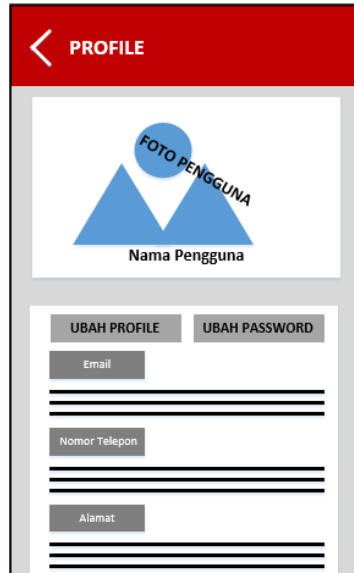 PROFILE
FOTO PENGGUNA
Nama Pengguna
UBAH PROFILE UBAH PASSWORD
Email
Nomor Telepon
Alamat